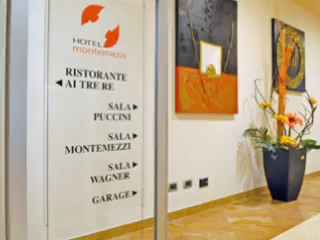 HOTEL
montemezzi
RISTORANTE
◄AI TRE RE
SALA►
PUCCINI
SALA►
MONTEMEZZI
SALA►
WAGNER
GARAGE►